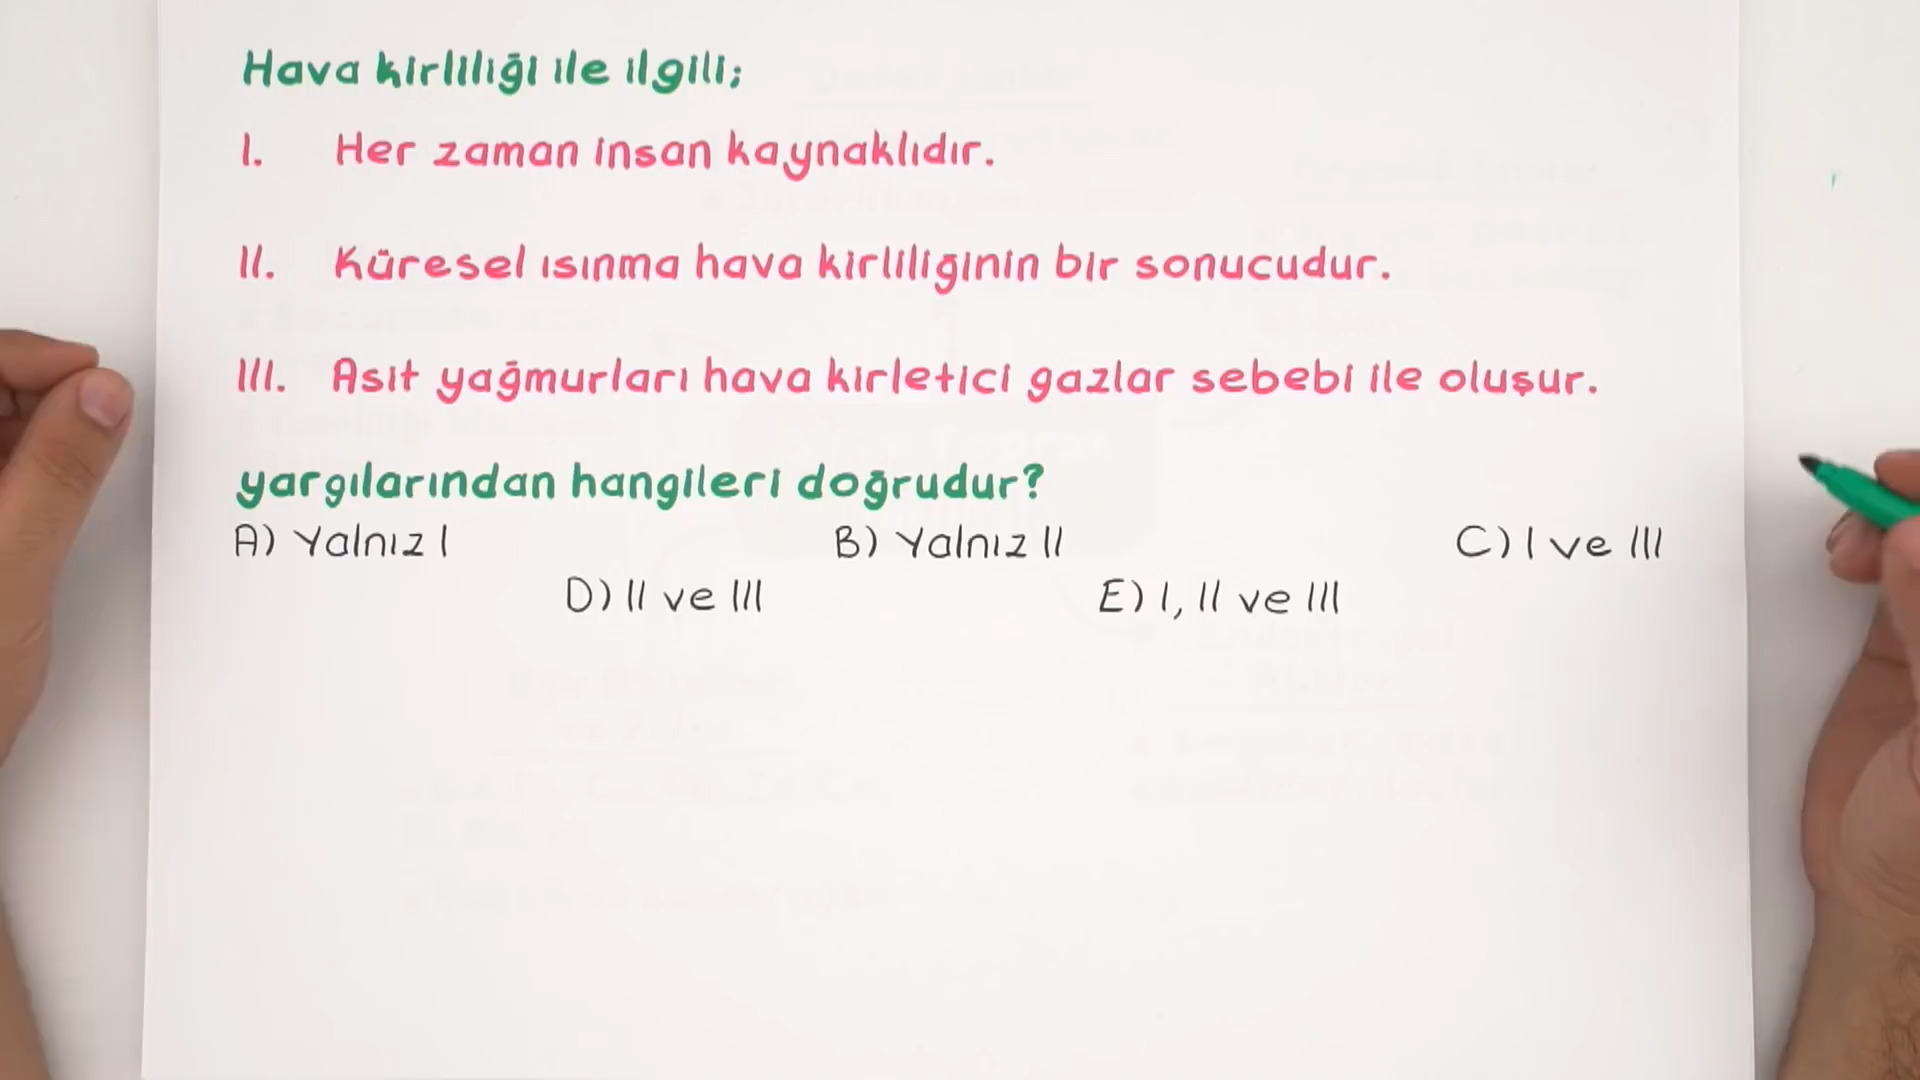 Hava kirliliği ile ilgili;
I. Her zaman insan kaynaklıdır.
II. Küresel ısınma hava kirliliğinin bir sonucudur.
III. Asit yağmurları hava kirletici gazlar sebebi ile oluşur.
yargılarından hangileri doğrudur?
A) Yalnız I B) Yalnız II C) I ve III
D) II ve III E) I, II ve III